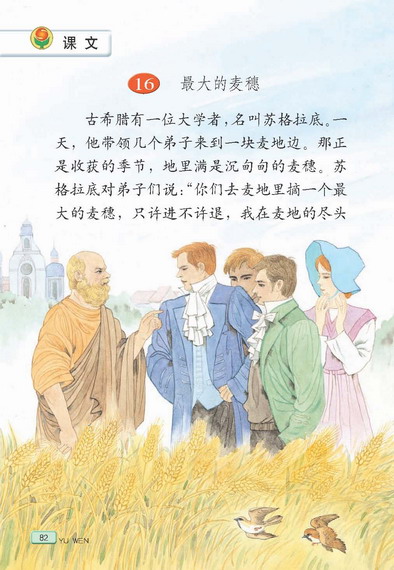 课文
16 最大的麦穗
古希腊有一位大学者，名叫苏格拉底。一
天，他带领几个弟子来到一块麦地边。那正
是收获的季节，地里满是沉甸甸的麦穗。苏
格拉底对弟子们说：“你们去麦地里摘一个最
大的麦穗，只许进不许退，我在麦地的尽头
82 YU WEN